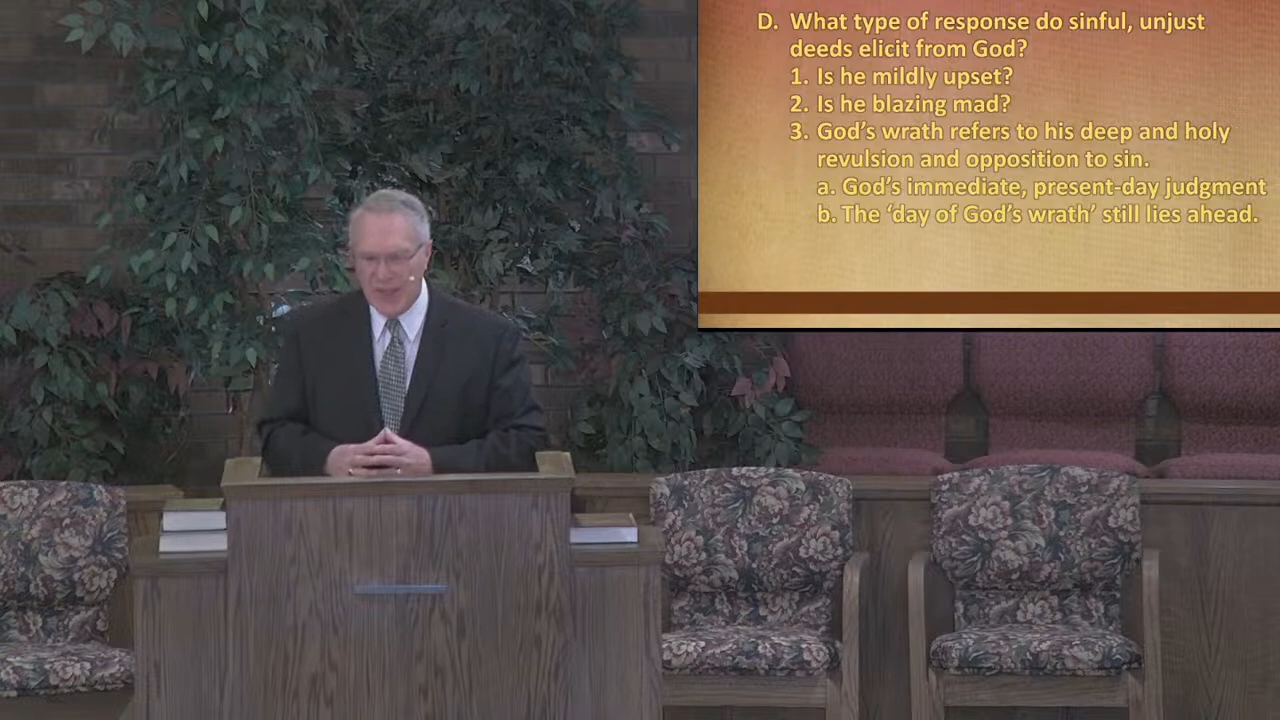 D. What type of response do sinful, unjust
deeds elicit from God?
1. Is he mildly upset?
2. Is he blazing mad?
3. God’s wrath refers to his deep and holy
revulsion and opposition to sin.
a. God’s immediate, present-day judgment
b. The ‘day of God’s wrath’ still lies ahead.